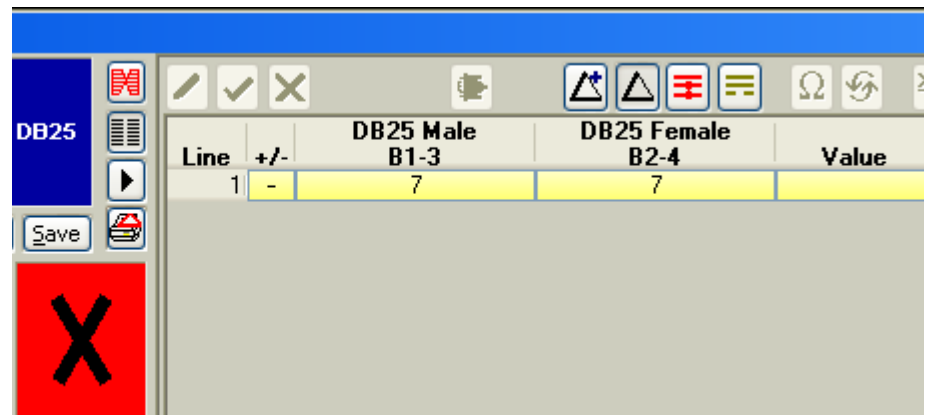 DB25
Save
DB25 Male DB25 Female
Line +/- B1-3 B2-4 Value
1 - 7 7